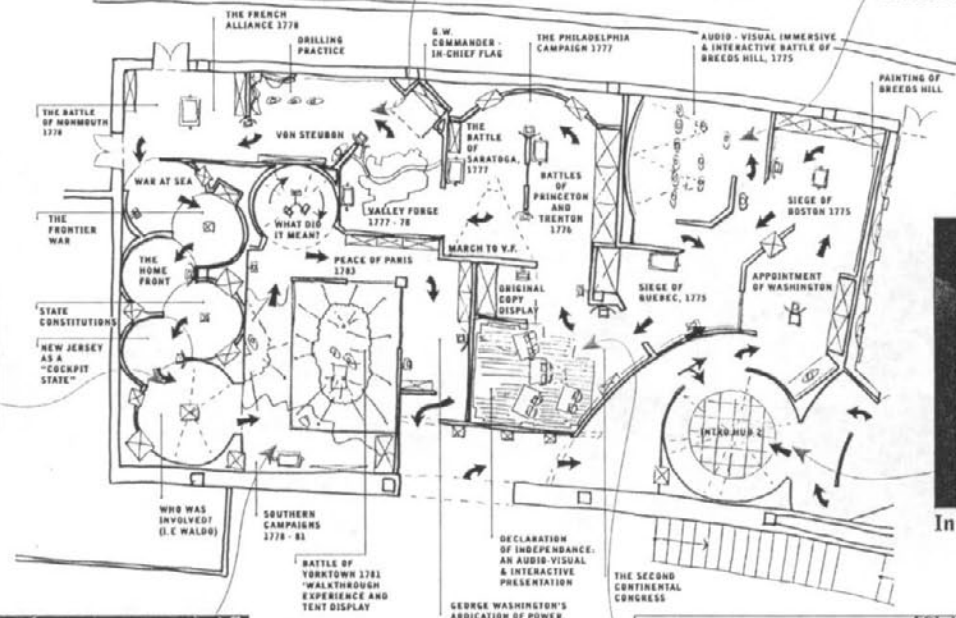 THE FRENCH
ALLIANCE 1778
DRILLING
PRACTICE
G.W.
COMMANDER -
IN-CHIEF FLAG
THE PHILADELPHIA
CAMPAIGN 1777
AUDIO - VISUAL IMMERSIVE
& INTERACTIVE BATTLE OF
BREEDS HILL, 1775
PAINTING OF
BREEDS HILL
THE BATTLE
OF MONMOUTH
1778
VON STEUBON
THE
BATTLE
OF
SARATOGA,
1777
BATTLES
OF
PRINCETON
AND
TRENTON
1776
WAR AT SEA
VALLEY FORGE
1777 - 78
SIEGE OF
BOSTON 1775
THE
FRONTIER
WAR
WHAT DID
IT MEAN?
MARCH TO V.F.
THE
HOME
FRONT
PEACE OF PARIS
1783
ORIGINAL
COPY
DISPLAY
SIEGE OF
QUEBEC, 1775
APPOINTMENT
OF WASHINGTON
STATE
CONSTITUTIONS
NEW JERSEY
AS A
"COCKPIT
STATE"
INTRO HUB 2
WHO WAS
INVOLVED?
(I.E WALDO)
SOUTHERN
CAMPAIGNS
1778 - 81
BATTLE OF
YORKTOWN 1781
'WALKTHROUGH
EXPERIENCE AND
TENT DISPLAY
DECLARATION
OF INDEPENDANCE:
AN AUDIO-VISUAL
& INTERACTIVE
PRESENTATION
THE SECOND
CONTINENTAL
CONGRESS
GEORGE WASHINGTON'S
ABDICATION OF POWER
In